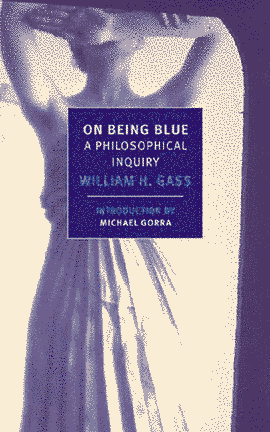 ON BEING BLUE
A PHILOSOPHICAL
INQUIRY
WILLIAM H. GASS
INTRODUCTION BY
MICHAEL GORRA